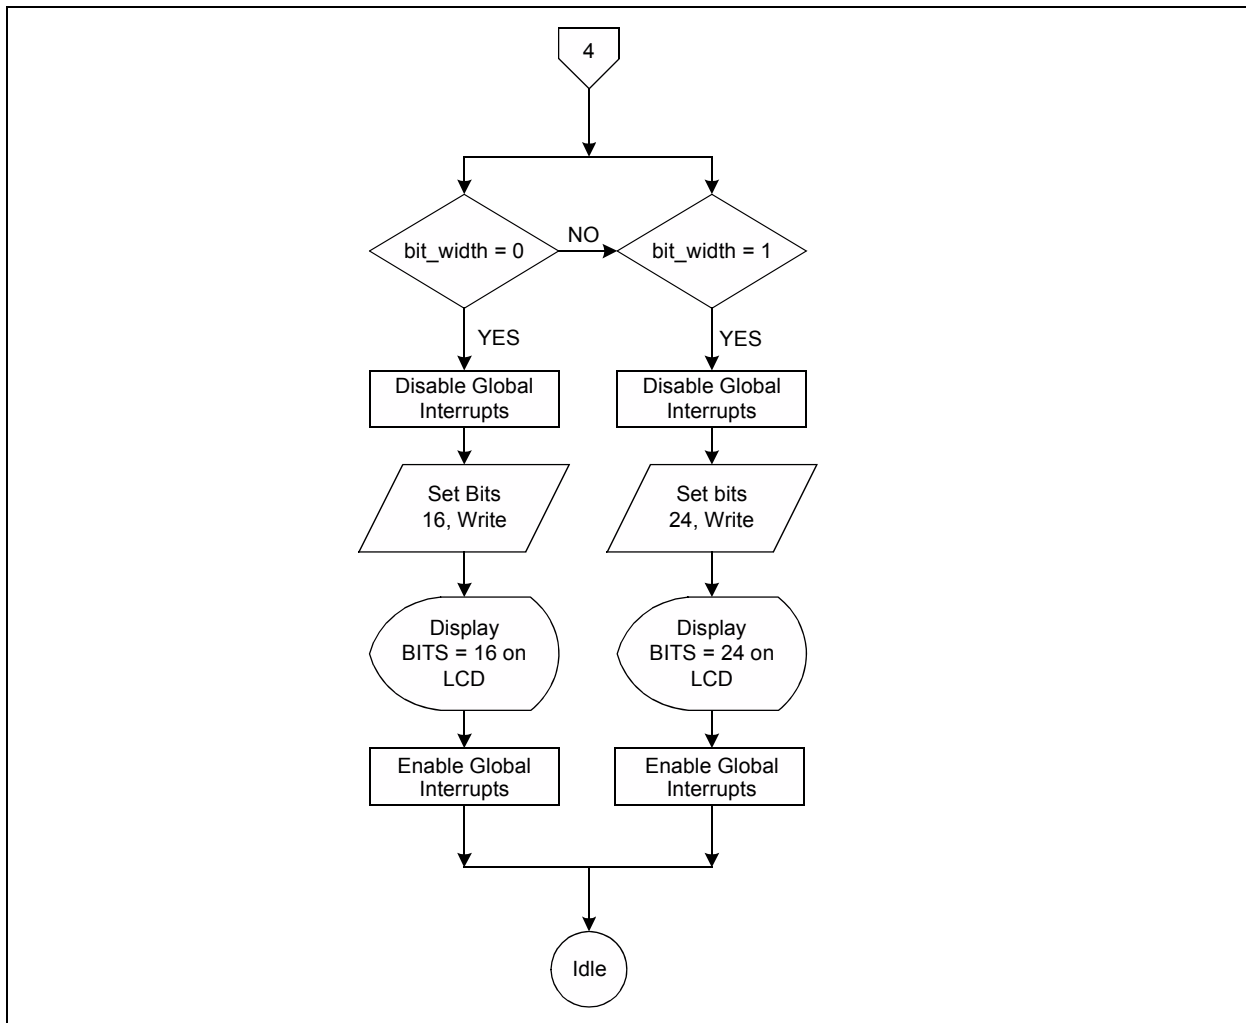 4
bit_width = 0
NO
bit_width = 1
YES
YES
Disable Global
Interrupts
Disable Global
Interrupts
Set Bits
16, Write
Set bits
24, Write
Display
BITS = 16 on
LCD
Display
BITS = 24 on
LCD
Enable Global
Interrupts
Enable Global
Interrupts
Idle